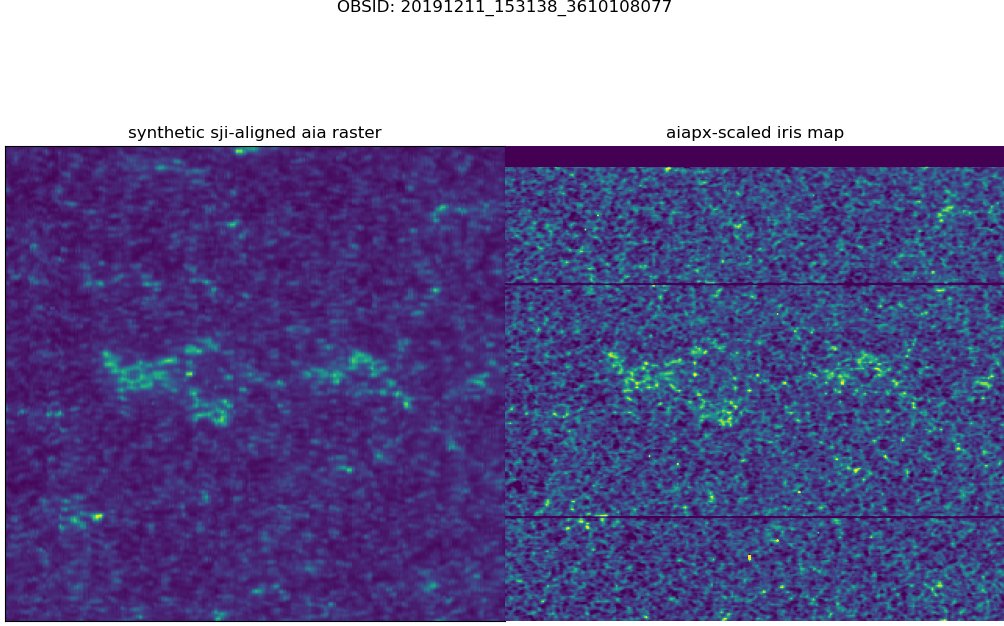 OBSID: 20191211_153138_3610108077
synthetic sji-aligned aia raster
aiapx-scaled iris map